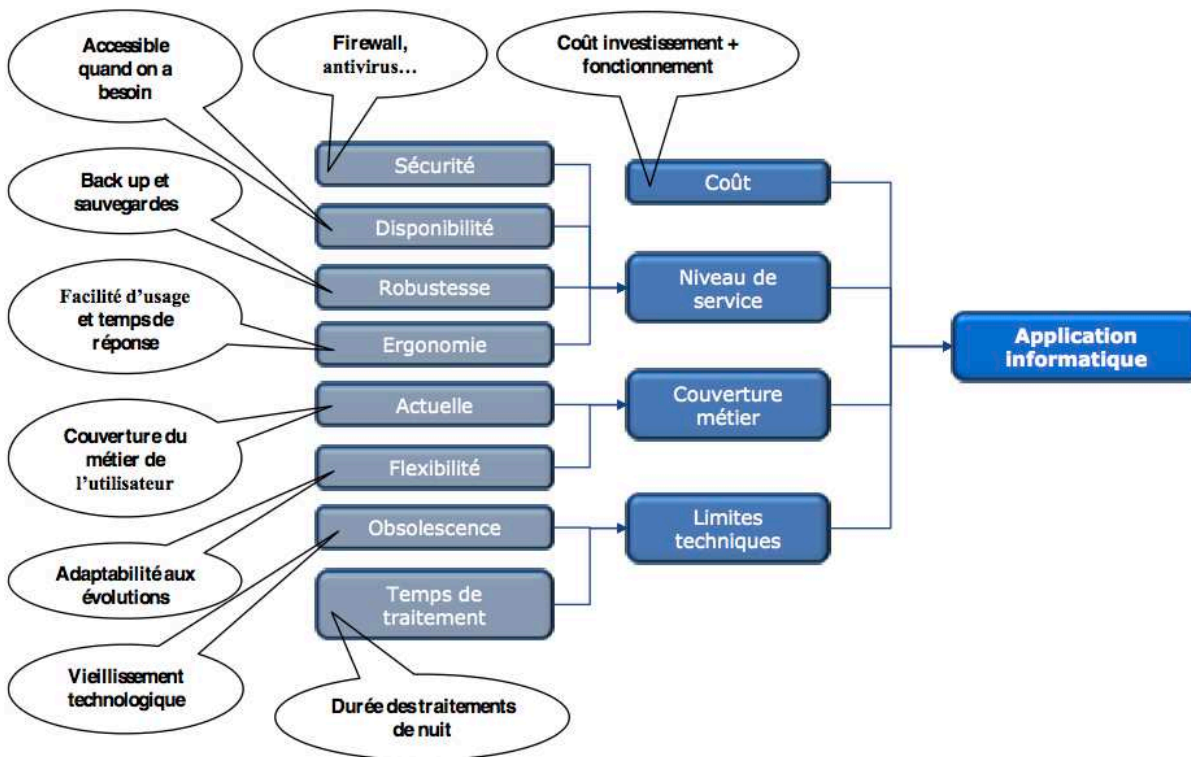 Accessible
quand on a
besoin
Firewall,
antivirus…
Coût investissement +
fonctionnement
Sécurité
Coût
Back up et
sauvegardes
Disponibilité
Robustesse
Niveau de
service
Facilité d’usage
et temps de
réponse
Ergonomie
Application
informatique
Actuelle
Couverture
métier
Couverture du
métier de
l’utilisateur
Flexibilité
Obsolescence
Limites
techniques
Adaptabilité aux
évolutions
Temps de
traitement
Vieillissement
technologique
Durée des traitements
de nuit